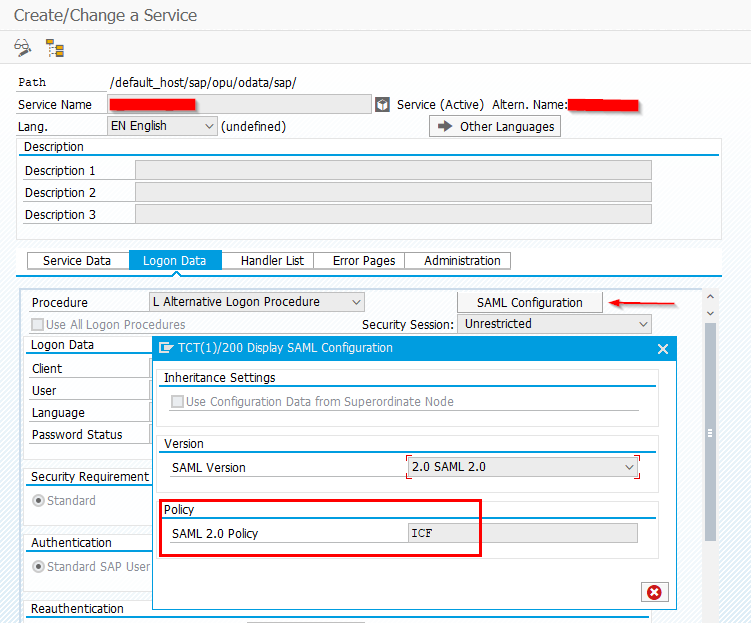 Create/Change a Service
Path /default_host/sap/opu/odata/sap/
Service Name Service (Active) Altern. Name:
Lang. EN English (undefined) Other Languages
Description
Description 1
Description 2
Description 3
Service Data Logon Data Handler List Error Pages Administration
Procedure L Alternative Logon Procedure SAML Configuration
Use All Logon Procedures Security Session: Unrestricted
Logon Data
TCT(1)/200 Display SAML Configuration
Client
User
Language
Password Status
Inheritance Settings
Use Configuration Data from Superordinate Node
Version
SAML Version 2.0 SAML 2.0
Security Requirement
Standard
Policy
SAML 2.0 Policy ICF
Authentication
Standard SAP User
Reauthentication